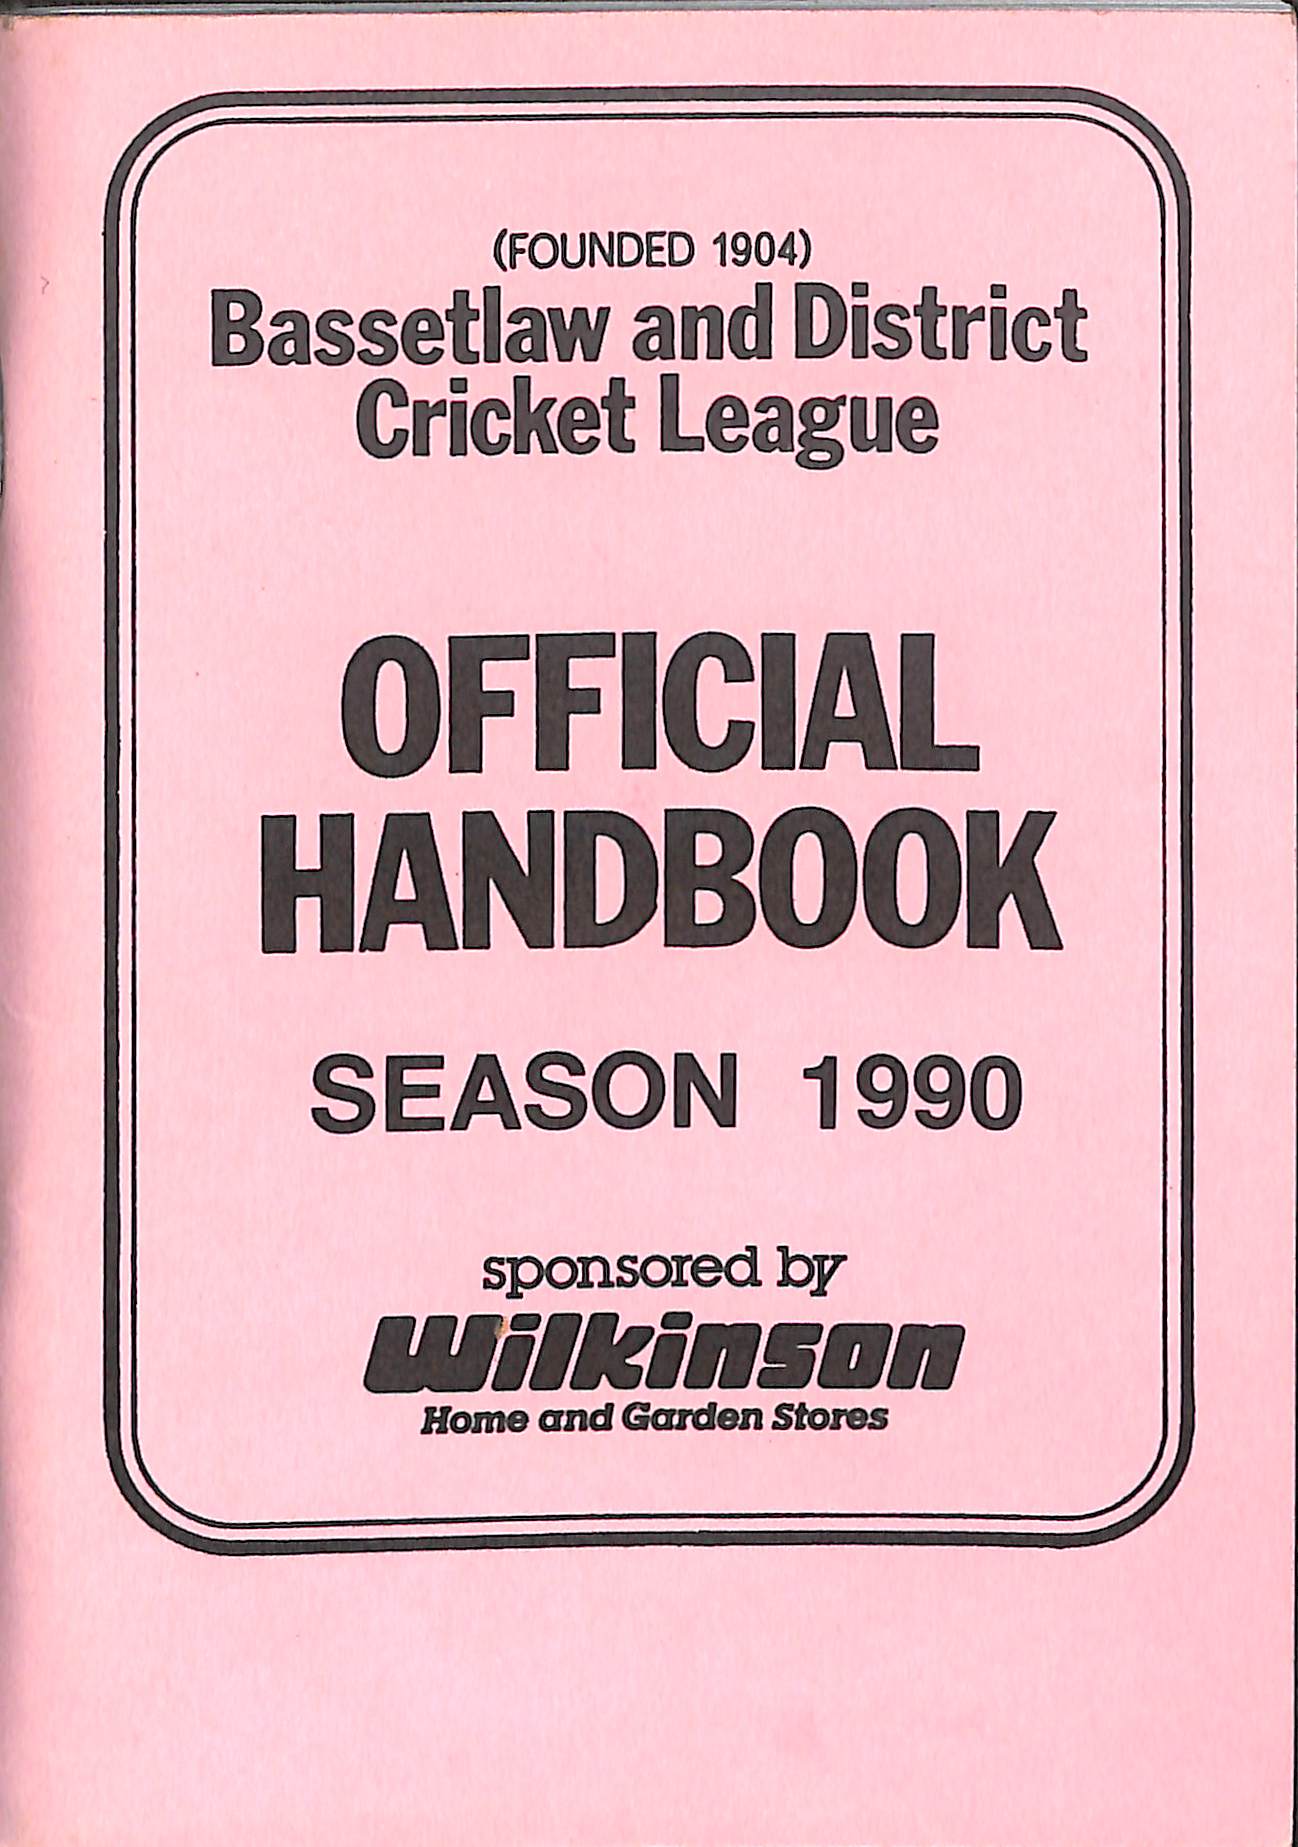 (FOUNDED 1904)
Bassetlaw and District
Cricket League
OFFICIAL
HANDBOOK
SEASON 1990
sponsored by
Wilkinson
Home and Garden Stores